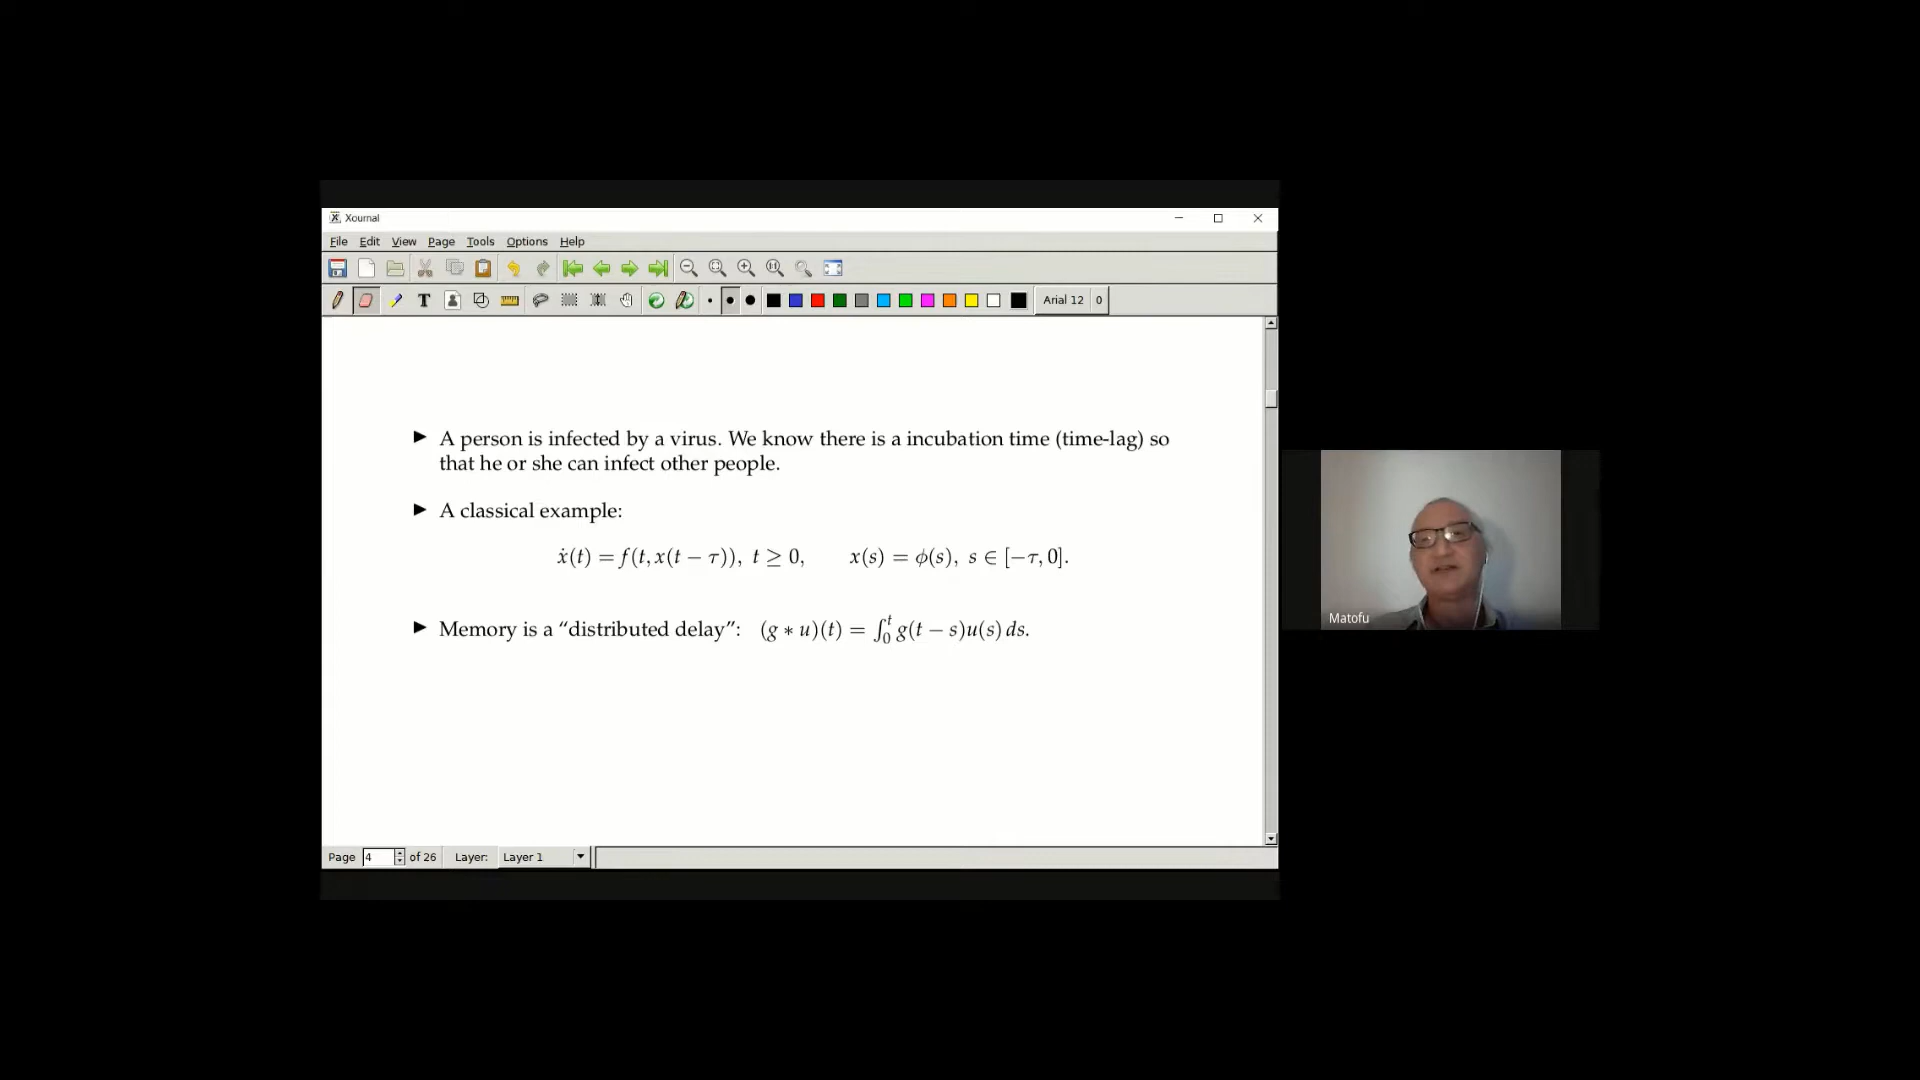 Xournal
File Edit View Page Tools Options Help
Arial 12 0
► A person is infected by a virus. We know there is a incubation time (time-lag) so
that he or she can infect other people.
► A classical example:
ẋ(t) = f(t, x(t − τ)), t ≥ 0, x(s) = ϕ(s), s ∈ [−τ, 0].
► Memory is a “distributed delay”: (g ∗ u)(t) = ∫₀ᵗ g(t − s)u(s) ds.
Matofu
Page 4 of 26 Layer: Layer 1